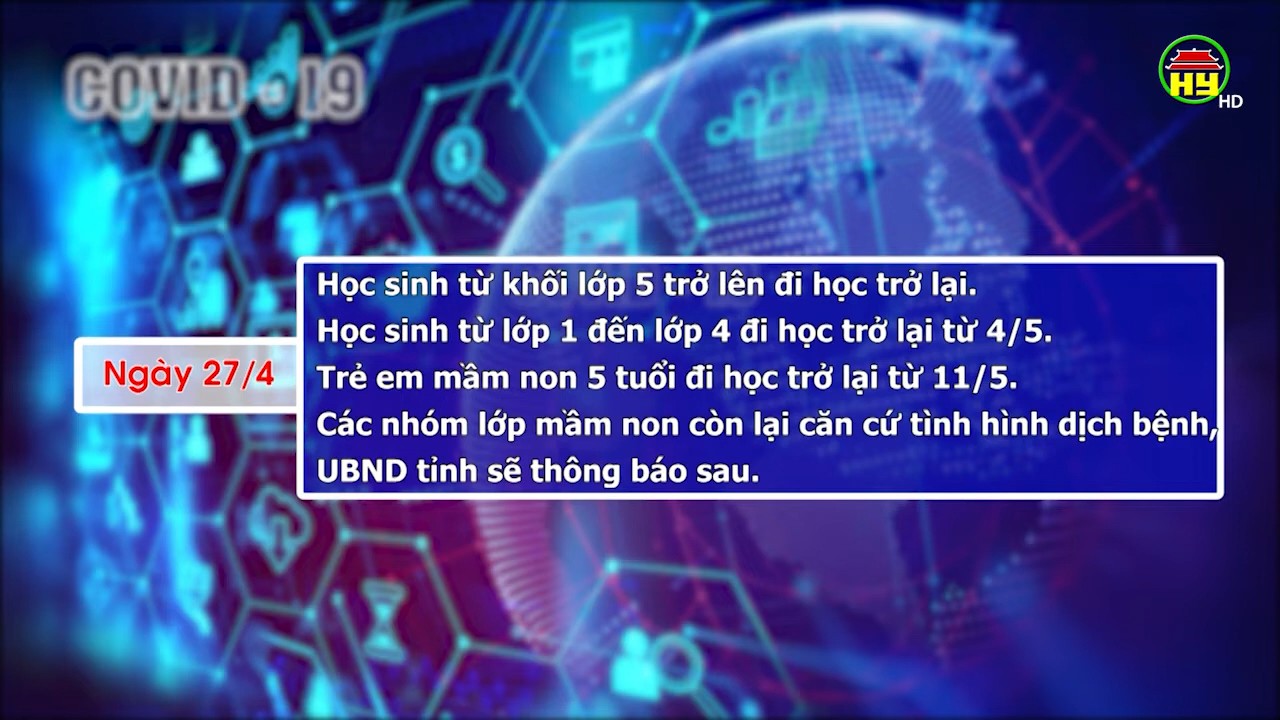 COVID - 19
HY
HD
Ngày 27/4
Học sinh từ khối lớp 5 trở lên đi học trở lại.
Học sinh từ lớp 1 đến lớp 4 đi học trở lại từ 4/5.
Trẻ em mầm non 5 tuổi đi học trở lại từ 11/5.
Các nhóm lớp mầm non còn lại căn cứ tình hình dịch bệnh,
UBND tỉnh sẽ thông báo sau.